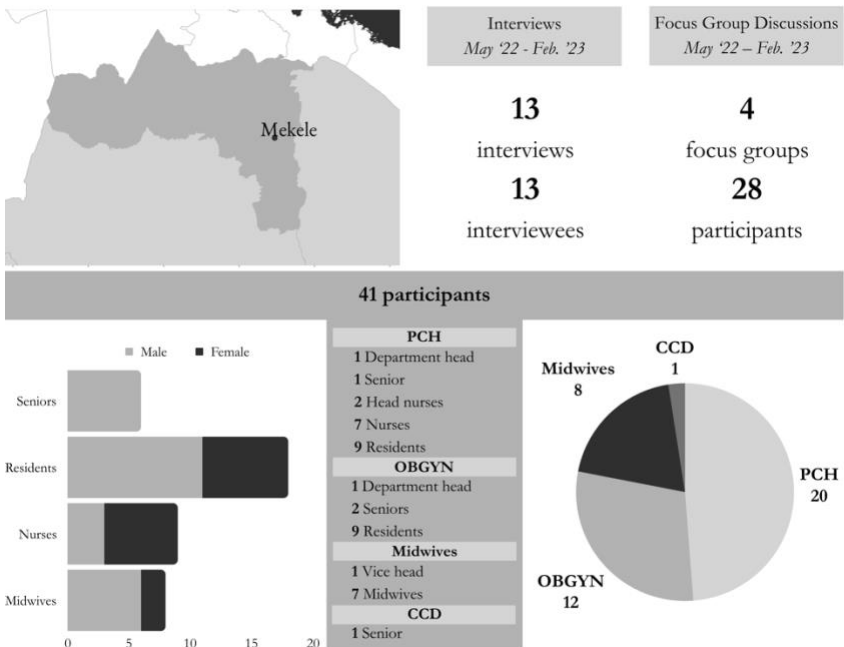 Mekele
Interviews
May ‘22 - Feb. ’23
13
interviews
13
interviewees
Focus Group Discussions
May ‘22 – Feb. ’23
4
focus groups
28
participants
41 participants
Male Female
Seniors
Residents
Nurses
Midwives
0 5 10 15 20
PCH
1 Department head
1 Senior
2 Head nurses
7 Nurses
9 Residents
OBGYN
1 Department head
2 Seniors
9 Residents
Midwives
1 Vice head
7 Midwives
CCD
1 Senior
CCD
1
Midwives
8
PCH
20
OBGYN
12